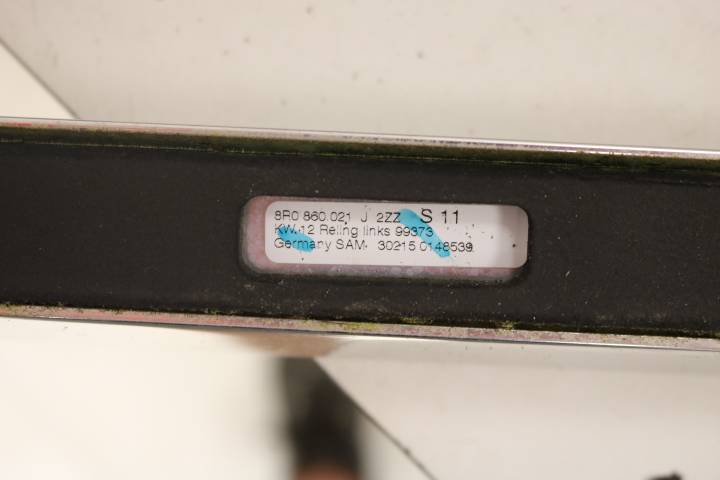 8R0 860 021 J 2ZZ S 11
KW 12 Reling links 99373
Germany SAM 30215 0148539